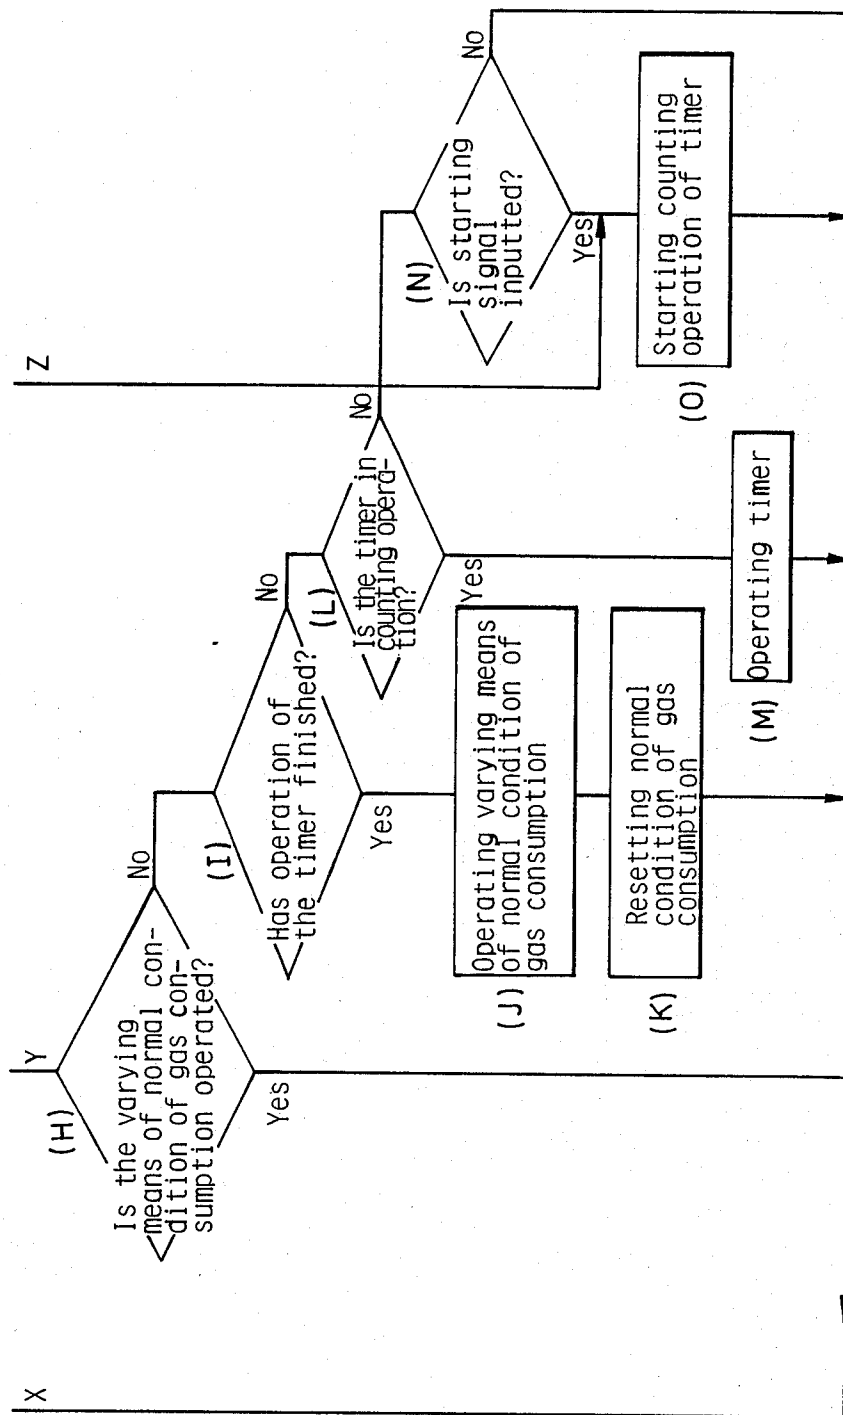 X
Y
Z
(H)
Is the varying
means of normal con-
dition of gas con-
sumption operated?
No
Yes
(I)
Has operation of
the timer finished?
No
Yes
(J)
Operating varying means
of normal condition of
gas consumption
(K)
Resetting normal
condition of gas
consumption
(L)
Is the timer in
counting opera-
tion?
No
Yes
(M)
Operating timer
(N)
Is starting
signal
inputted?
No
Yes
(O)
Starting counting
operation of timer